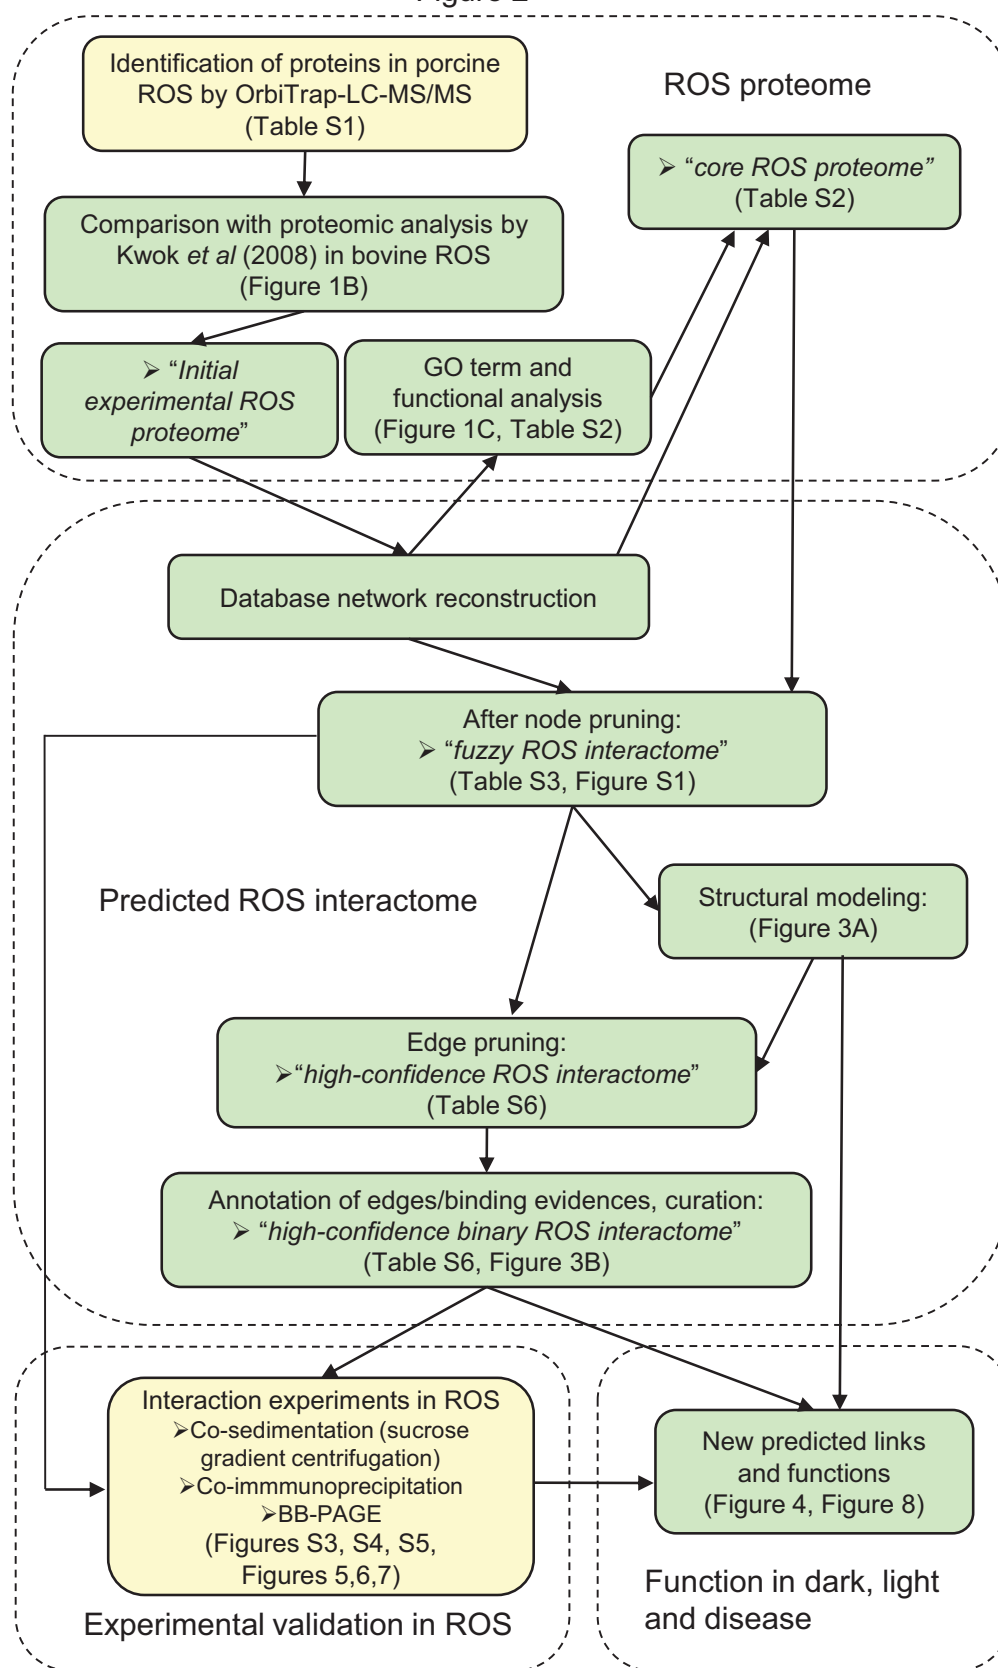 Figure 2
Identification of proteins in porcine
ROS by OrbiTrap-LC-MS/MS
(Table S1)
ROS proteome
➢ “core ROS proteome”
(Table S2)
Comparison with proteomic analysis by
Kwok et al (2008) in bovine ROS
(Figure 1B)
➢ “Initial
experimental ROS
proteome”
GO term and
functional analysis
(Figure 1C, Table S2)
Database network reconstruction
After node pruning:
➢ “fuzzy ROS interactome”
(Table S3, Figure S1)
Predicted ROS interactome
Structural modeling:
(Figure 3A)
Edge pruning:
➢“high-confidence ROS interactome”
(Table S6)
Annotation of edges/binding evidences, curation:
➢ “high-confidence binary ROS interactome”
(Table S6, Figure 3B)
Interaction experiments in ROS
➢Co-sedimentation (sucrose
gradient centrifugation)
➢Co-immmunoprecipitation
➢BB-PAGE
(Figures S3, S4, S5,
Figures 5,6,7)
Experimental validation in ROS
New predicted links
and functions
(Figure 4, Figure 8)
Function in dark, light
and disease